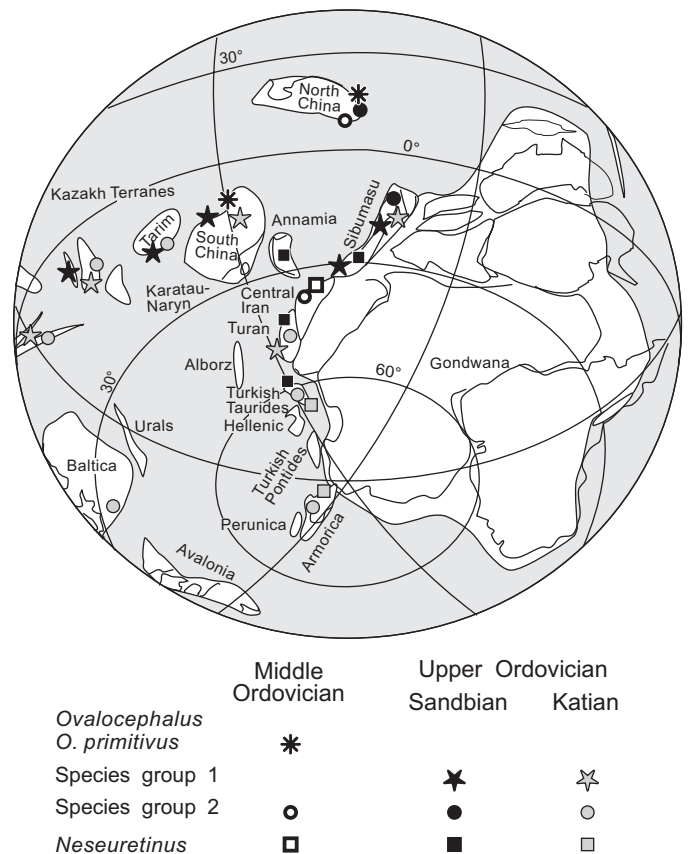 30°
North
China
0°
Kazakh Terranes
Tarim
South
China
Annamia
Sibumasu
Karatau-
Naryn
Central
Iran
Turan
Alborz
60°
Gondwana
30°
Turkish
Taurides
Hellenic
Urals
Baltica
Turkish
Pontides
Perunica
Armorica
Avalonia
Middle
Ordovician
Upper Ordovician
Sandbian Katian
Ovalocephalus
O. primitivus
Species group 1
Species group 2
Neseuretinus